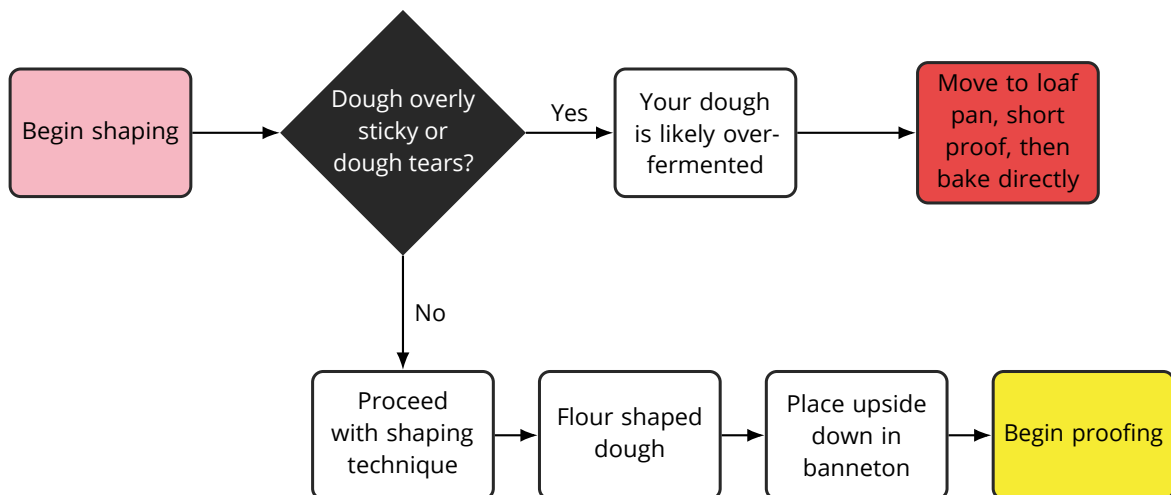 Begin shaping
Dough overly
sticky or
dough tears?
Yes
Your dough
is likely over-
fermented
Move to loaf
pan, short
proof, then
bake directly
No
Proceed
with shaping
technique
Flour shaped
dough
Place upside
down in
banneton
Begin proofing